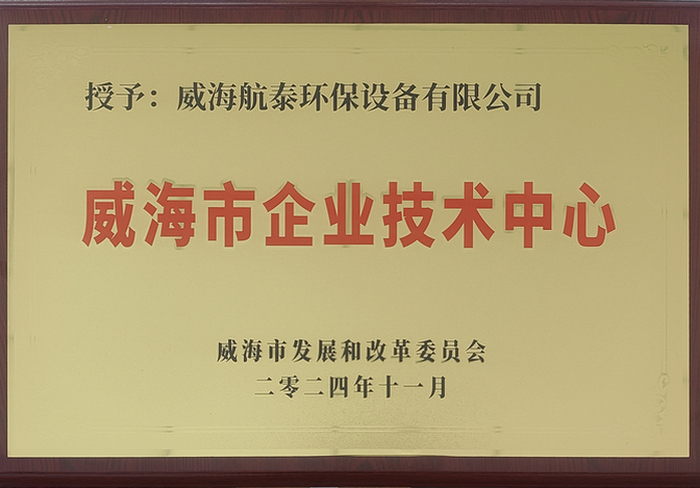 授予：威海航泰环保设备有限公司
威海市企业技术中心
威海市发展和改革委员会
二零二四年十一月